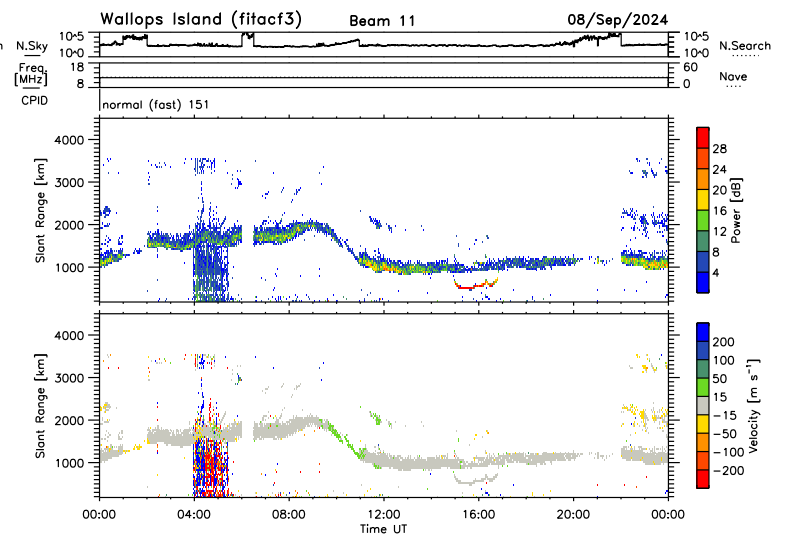 Wallops Island (fitacf3) Beam 11 08/Sep/2024
N.Sky 10^5 10^0 10^5 10^0 N.Search
Freq. [MHz] 18 8 60 0 Nave
CPID normal (fast) 151
Slant Range [km]
4000
3000
2000
1000
28
24
20
16
12
8
4
Power [dB]
Slant Range [km]
4000
3000
2000
1000
200
100
50
15
−15
−50
−100
−200
Velocity [m s⁻¹]
00:00 04:00 08:00 12:00 16:00 20:00 00:00
Time UT